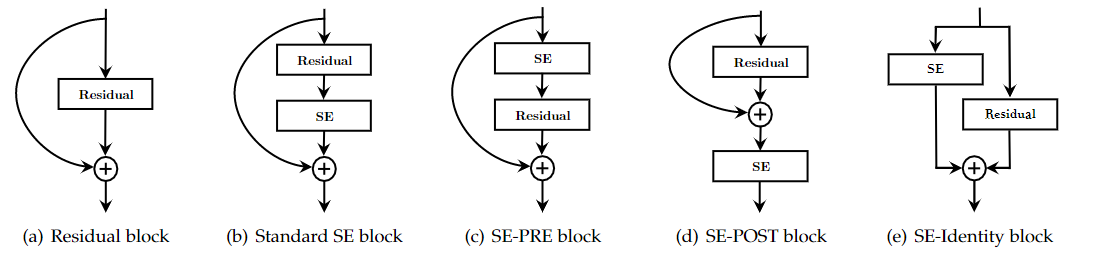 Residual
+
(a) Residual block
Residual
SE
+
(b) Standard SE block
SE
Residual
+
(c) SE-PRE block
Residual
+
SE
(d) SE-POST block
SE
Residual
+
(e) SE-Identity block